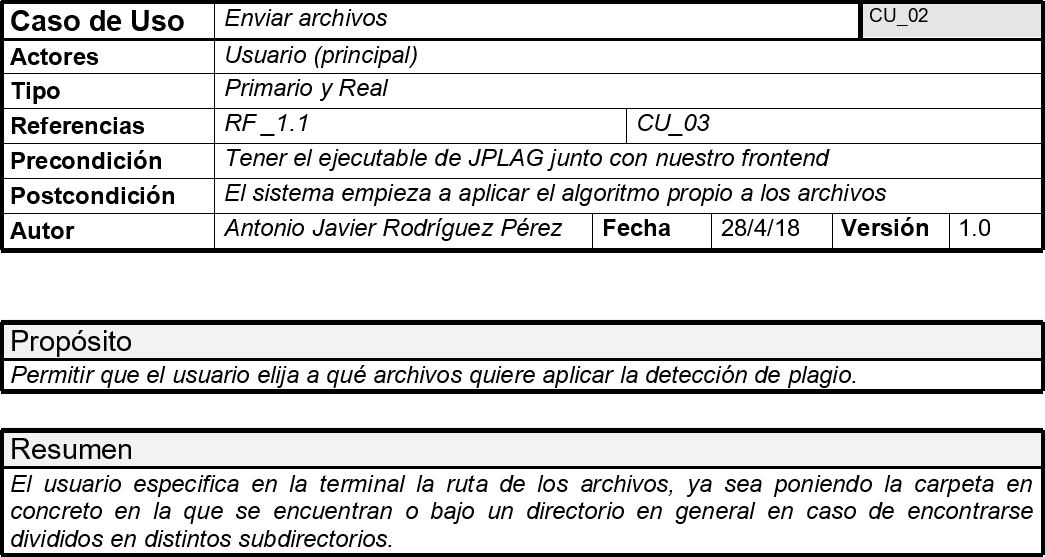 Caso de Uso Enviar archivos CU_02
Actores Usuario (principal)
Tipo Primario y Real
Referencias RF _1.1 CU_03
Precondición Tener el ejecutable de JPLAG junto con nuestro frontend
Postcondición El sistema empieza a aplicar el algoritmo propio a los archivos
Autor Antonio Javier Rodríguez Pérez Fecha 28/4/18 Versión 1.0
Propósito
Permitir que el usuario elija a qué archivos quiere aplicar la detección de plagio.
Resumen
El usuario especifica en la terminal la ruta de los archivos, ya sea poniendo la carpeta en
concreto en la que se encuentran o bajo un directorio en general en caso de encontrarse
divididos en distintos subdirectorios.